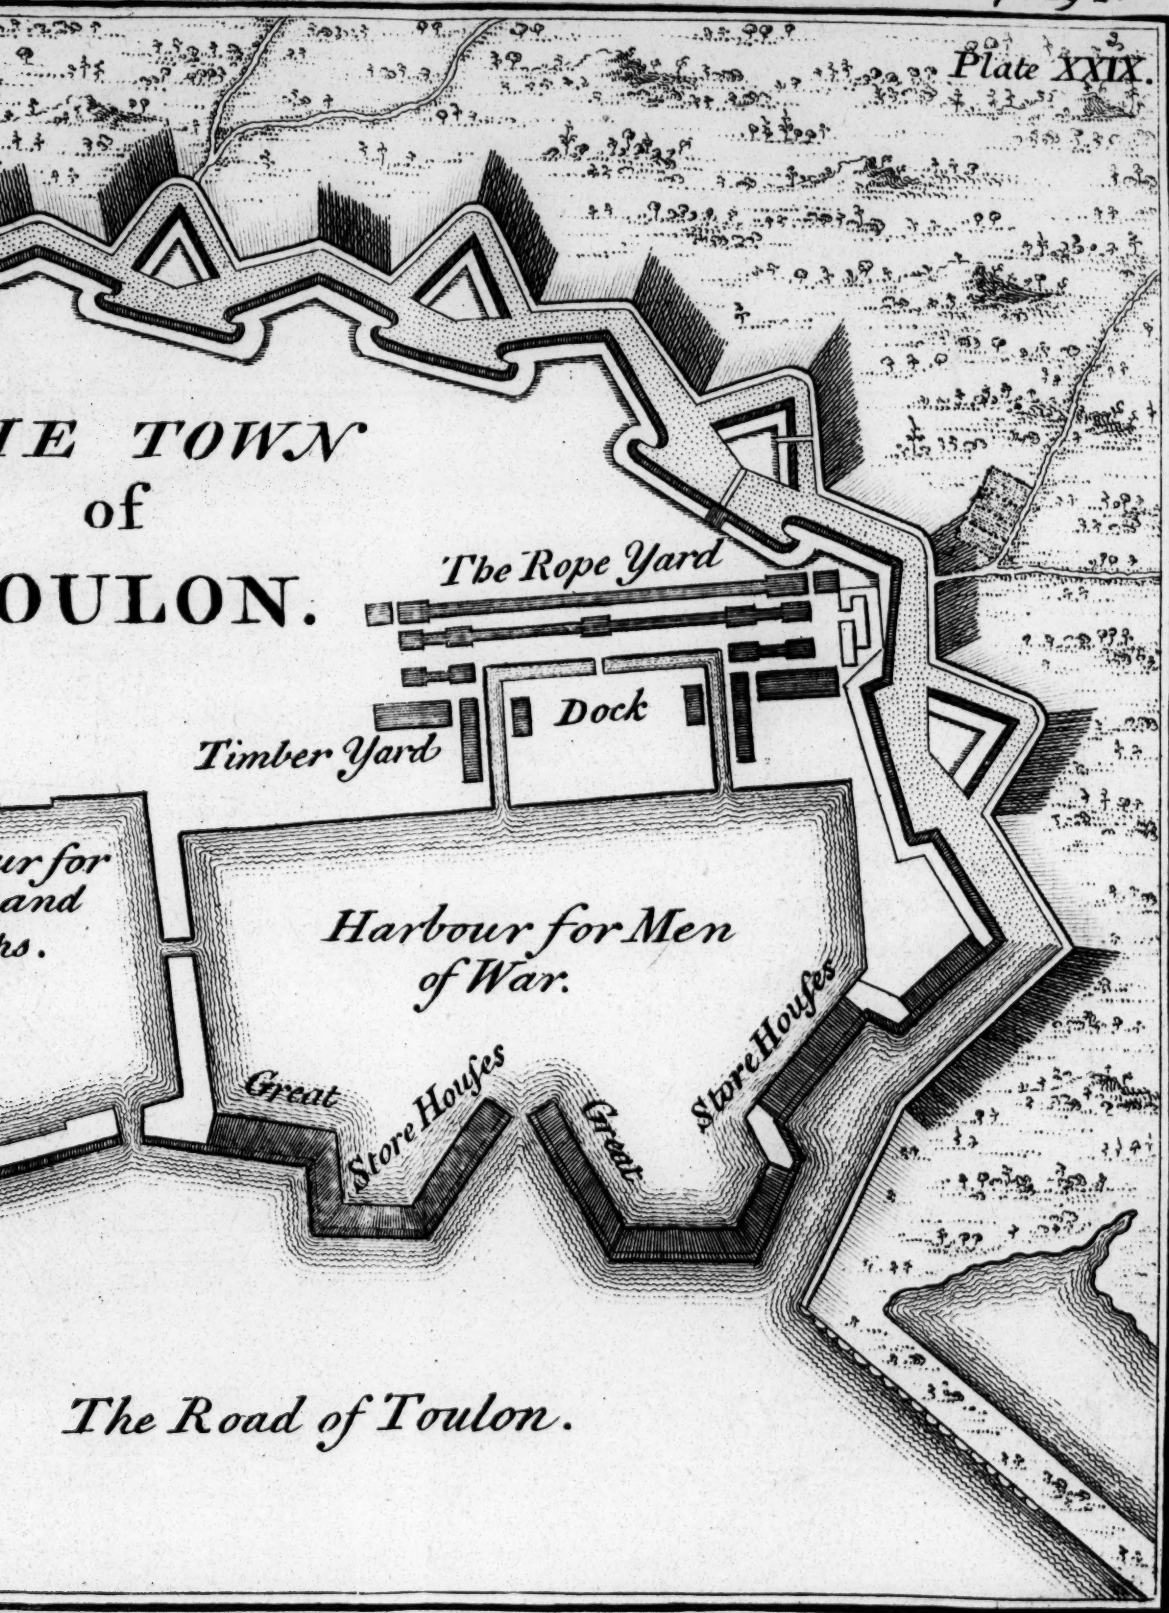 Plate XXIX.
TOWN
of
OULON.
The Rope Yard
Dock
Timber Yard
ur for
and
hs.
Harbour for Men
of War.
Great
Store Houſes
Great
Store Houſes
The Road of Toulon.